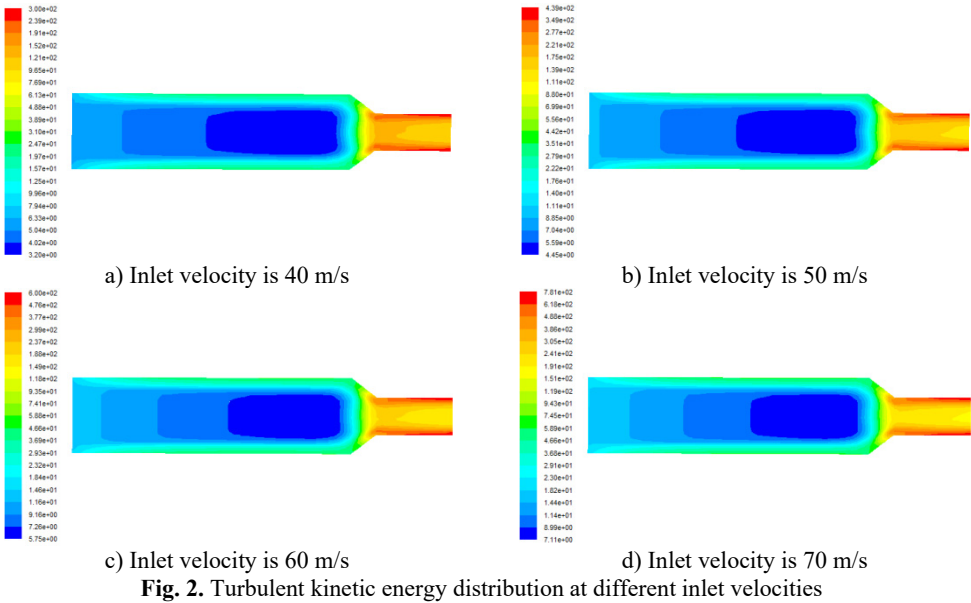 3.00e+02
2.39e+02
1.91e+02
1.52e+02
1.21e+02
9.65e+01
7.69e+01
6.13e+01
4.88e+01
3.89e+01
3.10e+01
2.47e+01
1.97e+01
1.57e+01
1.25e+01
9.96e+00
7.94e+00
6.33e+00
5.04e+00
4.02e+00
3.20e+00
a) Inlet velocity is 40 m/s
4.39e+02
3.49e+02
2.77e+02
2.21e+02
1.75e+02
1.39e+02
1.11e+02
8.80e+01
6.99e+01
5.56e+01
4.42e+01
3.51e+01
2.79e+01
2.22e+01
1.76e+01
1.40e+01
1.11e+01
8.85e+00
7.04e+00
5.59e+00
4.45e+00
b) Inlet velocity is 50 m/s
6.00e+02
4.76e+02
3.77e+02
2.99e+02
2.37e+02
1.88e+02
1.49e+02
1.18e+02
9.35e+01
7.41e+01
5.88e+01
4.66e+01
3.69e+01
2.93e+01
2.32e+01
1.84e+01
1.46e+01
1.16e+01
9.16e+00
7.26e+00
5.75e+00
c) Inlet velocity is 60 m/s
7.81e+02
6.18e+02
4.88e+02
3.86e+02
3.05e+02
2.41e+02
1.91e+02
1.51e+02
1.19e+02
9.43e+01
7.45e+01
5.89e+01
4.66e+01
3.68e+01
2.91e+01
2.30e+01
1.82e+01
1.44e+01
1.14e+01
8.99e+00
7.11e+00
d) Inlet velocity is 70 m/s
Fig. 2. Turbulent kinetic energy distribution at different inlet velocities